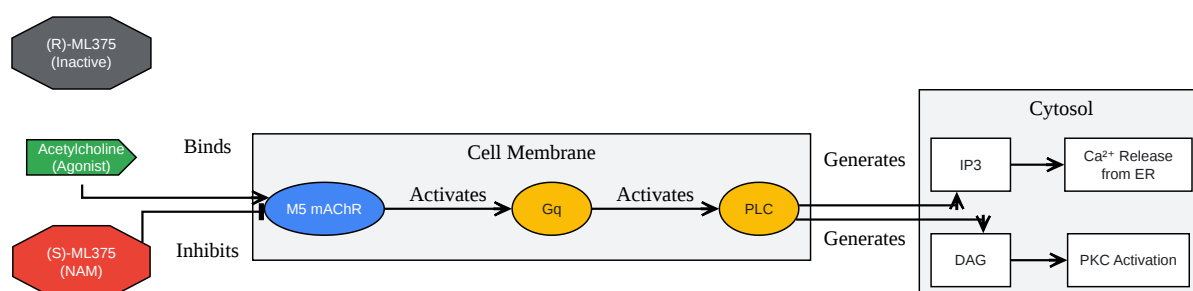 (R)-ML375
(Inactive)
Acetylcholine
(Agonist)
(S)-ML375
(NAM)
Binds
Inhibits
Cell Membrane
M5 mAChR
Activates
Gq
Activates
PLC
Generates
Generates
Cytosol
IP3
Ca²⁺ Release
from ER
DAG
PKC Activation